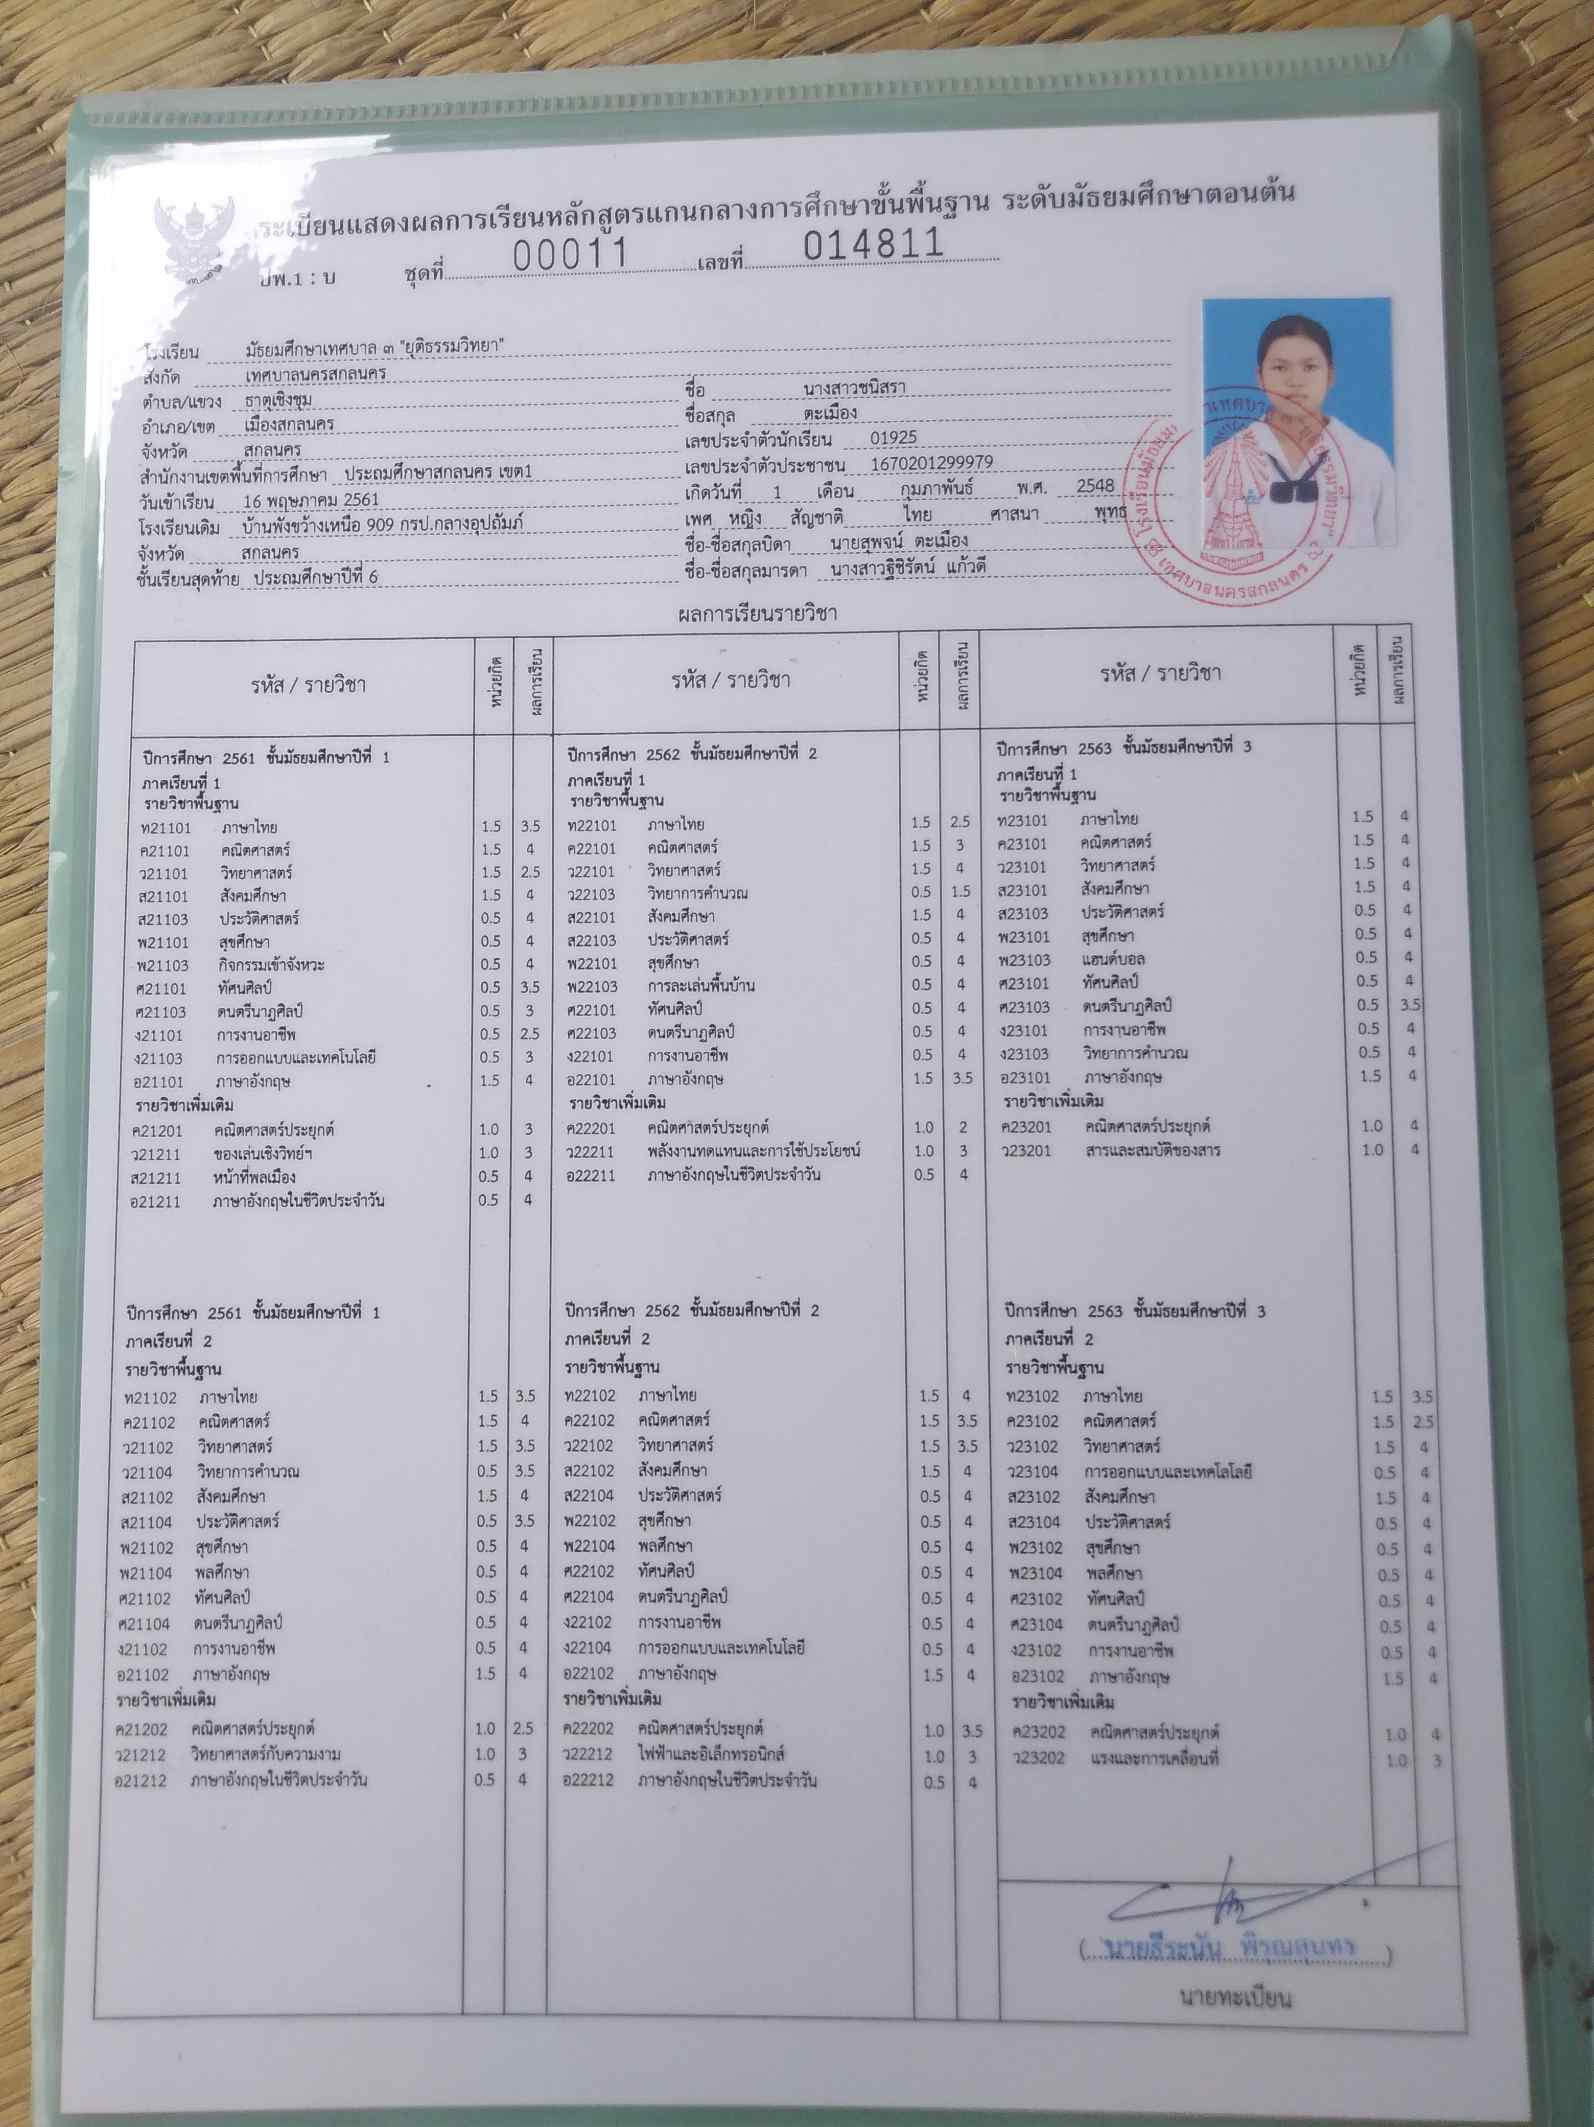 ระเบียนแสดงผลการเรียนหลักสูตรแกนกลางการศึกษาขั้นพื้นฐาน ระดับมัธยมศึกษาตอนต้น
ปพ.1 : บ ชุดที่ 00011 เลขที่ 014811
โรงเรียน มัธยมศึกษาเทศบาล ๓ "ยุติธรรมวิทยา"
สังกัด เทศบาลนครสกลนคร
ตำบล/แขวง ธาตุเชิงชุม
อำเภอ/เขต เมืองสกลนคร
จังหวัด สกลนคร
สำนักงานเขตพื้นที่การศึกษา ประถมศึกษาสกลนคร เขต1
วันเข้าเรียน 16 พฤษภาคม 2561
โรงเรียนเดิม บ้านพังขว้างเหนือ 909 กรป.กลางอุปถัมภ์
จังหวัด สกลนคร
ชั้นเรียนสุดท้าย ประถมศึกษาปีที่ 6
ชื่อ นางสาวชนิสรา
ชื่อสกุล ตะเมือง
เลขประจำตัวนักเรียน 01925
เลขประจำตัวประชาชน 1670201299979
เกิดวันที่ 1 เดือน กุมภาพันธ์ พ.ศ. 2548
เพศ หญิง สัญชาติ ไทย ศาสนา พุทธ
ชื่อ-ชื่อสกุลบิดา นายสุพจน์ ตะเมือง
ชื่อ-ชื่อสกุลมารดา นางสาวฐิชิรัตน์ แก้วดี
เทศบาลนครสกลนคร
ผลการเรียนรายวิชา
รหัส / รายวิชา หน่วยกิต ผลการเรียน รหัส / รายวิชา หน่วยกิต ผลการเรียน รหัส / รายวิชา หน่วยกิต ผลการเรียน
ปีการศึกษา 2561 ชั้นมัธยมศึกษาปีที่ 1
ภาคเรียนที่ 1
รายวิชาพื้นฐาน
ท21101 ภาษาไทย 1.5 3.5
ค21101 คณิตศาสตร์ 1.5 4
ว21101 วิทยาศาสตร์ 1.5 2.5
ส21101 สังคมศึกษา 1.5 4
ส21103 ประวัติศาสตร์ 0.5 4
พ21101 สุขศึกษา 0.5 4
พ21103 กิจกรรมเข้าจังหวะ 0.5 4
ศ21101 ทัศนศิลป์ 0.5 3.5
ศ21103 ดนตรีนาฏศิลป์ 0.5 3
ง21101 การงานอาชีพ 0.5 2.5
ง21103 การออกแบบและเทคโนโลยี 0.5 3
อ21101 ภาษาอังกฤษ 1.5 4
รายวิชาเพิ่มเติม
ค21201 คณิตศาสตร์ประยุกต์ 1.0 3
ว21211 ของเล่นเชิงวิทย์ฯ 1.0 3
ส21211 หน้าที่พลเมือง 0.5 4
อ21211 ภาษาอังกฤษในชีวิตประจำวัน 0.5 4
ปีการศึกษา 2561 ชั้นมัธยมศึกษาปีที่ 1
ภาคเรียนที่ 2
รายวิชาพื้นฐาน
ท21102 ภาษาไทย 1.5 3.5
ค21102 คณิตศาสตร์ 1.5 4
ว21102 วิทยาศาสตร์ 1.5 3.5
ว21104 วิทยาการคำนวณ 0.5 3.5
ส21102 สังคมศึกษา 1.5 4
ส21104 ประวัติศาสตร์ 0.5 3.5
พ21102 สุขศึกษา 0.5 4
พ21104 พลศึกษา 0.5 4
ศ21102 ทัศนศิลป์ 0.5 4
ศ21104 ดนตรีนาฏศิลป์ 0.5 4
ง21102 การงานอาชีพ 0.5 4
อ21102 ภาษาอังกฤษ 1.5 4
รายวิชาเพิ่มเติม
ค21202 คณิตศาสตร์ประยุกต์ 1.0 2.5
ว21212 วิทยาศาสตร์กับความงาม 1.0 3
อ21212 ภาษาอังกฤษในชีวิตประจำวัน 0.5 4
ปีการศึกษา 2562 ชั้นมัธยมศึกษาปีที่ 2
ภาคเรียนที่ 1
รายวิชาพื้นฐาน
ท22101 ภาษาไทย 1.5 2.5
ค22101 คณิตศาสตร์ 1.5 3
ว22101 วิทยาศาสตร์ 1.5 4
ว22103 วิทยาการคำนวณ 0.5 1.5
ส22101 สังคมศึกษา 1.5 4
ส22103 ประวัติศาสตร์ 0.5 4
พ22101 สุขศึกษา 0.5 4
พ22103 การละเล่นพื้นบ้าน 0.5 4
ศ22101 ทัศนศิลป์ 0.5 4
ศ22103 ดนตรีนาฏศิลป์ 0.5 4
ง22101 การงานอาชีพ 0.5 4
อ22101 ภาษาอังกฤษ 1.5 3.5
รายวิชาเพิ่มเติม
ค22201 คณิตศาสตร์ประยุกต์ 1.0 2
ว22211 พลังงานทดแทนและการใช้ประโยชน์ 1.0 3
อ22211 ภาษาอังกฤษในชีวิตประจำวัน 0.5 4
ปีการศึกษา 2562 ชั้นมัธยมศึกษาปีที่ 2
ภาคเรียนที่ 2
รายวิชาพื้นฐาน
ท22102 ภาษาไทย 1.5 4
ค22102 คณิตศาสตร์ 1.5 3.5
ว22102 วิทยาศาสตร์ 1.5 3.5
ส22102 สังคมศึกษา 1.5 4
ส22104 ประวัติศาสตร์ 0.5 4
พ22102 สุขศึกษา 0.5 4
พ22104 พลศึกษา 0.5 4
ศ22102 ทัศนศิลป์ 0.5 4
ศ22104 ดนตรีนาฏศิลป์ 0.5 4
ง22102 การงานอาชีพ 0.5 4
ง22104 การออกแบบและเทคโนโลยี 0.5 4
อ22102 ภาษาอังกฤษ 1.5 4
รายวิชาเพิ่มเติม
ค22202 คณิตศาสตร์ประยุกต์ 1.0 3.5
ว22212 ไฟฟ้าและอิเล็กทรอนิกส์ 1.0 3
อ22212 ภาษาอังกฤษในชีวิตประจำวัน 0.5 4
ปีการศึกษา 2563 ชั้นมัธยมศึกษาปีที่ 3
ภาคเรียนที่ 1
รายวิชาพื้นฐาน
ท23101 ภาษาไทย 1.5 4
ค23101 คณิตศาสตร์ 1.5 4
ว23101 วิทยาศาสตร์ 1.5 4
ส23101 สังคมศึกษา 1.5 4
ส23103 ประวัติศาสตร์ 0.5 4
พ23101 สุขศึกษา 0.5 4
พ23103 แฮนด์บอล 0.5 4
ศ23101 ทัศนศิลป์ 0.5 4
ศ23103 ดนตรีนาฏศิลป์ 0.5 3.5
ง23101 การงานอาชีพ 0.5 4
ง23103 วิทยาการคำนวณ 0.5 4
อ23101 ภาษาอังกฤษ 1.5 4
รายวิชาเพิ่มเติม
ค23201 คณิตศาสตร์ประยุกต์ 1.0 4
ว23201 สารและสมบัติของสาร 1.0 4
ปีการศึกษา 2563 ชั้นมัธยมศึกษาปีที่ 3
ภาคเรียนที่ 2
รายวิชาพื้นฐาน
ท23102 ภาษาไทย 1.5 3.5
ค23102 คณิตศาสตร์ 1.5 2.5
ว23102 วิทยาศาสตร์ 1.5 4
ว23104 การออกแบบและเทคโลโลยี 0.5 4
ส23102 สังคมศึกษา 1.5 4
ส23104 ประวัติศาสตร์ 0.5 4
พ23102 สุขศึกษา 0.5 4
พ23104 พลศึกษา 0.5 4
ศ23102 ทัศนศิลป์ 0.5 4
ศ23104 ดนตรีนาฏศิลป์ 0.5 4
ง23102 การงานอาชีพ 0.5 4
อ23102 ภาษาอังกฤษ 1.5 4
รายวิชาเพิ่มเติม
ค23202 คณิตศาสตร์ประยุกต์ 1.0 4
ว23202 แรงและการเคลื่อนที่ 1.0 3
(นายธีระนัน พิรุณสุนทร)
นายทะเบียน